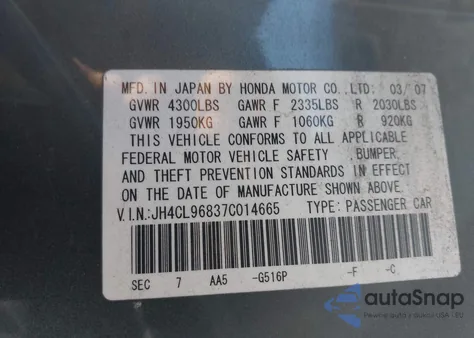 MFD. IN JAPAN BY HONDA MOTOR CO., LTD. 03/07
GVWR 4300LBS GAWR F 2335LBS R 2030LBS
GVWR 1950KG GAWR F 1060KG R 920KG
THIS VEHICLE CONFORMS TO ALL APPLICABLE
FEDERAL MOTOR VEHICLE SAFETY ,BUMPER,
AND THEFT PREVENTION STANDARDS IN EFFECT
ON THE DATE OF MANUFACTURE SHOWN ABOVE.
V.I.N.:JH4CL96837C014665 TYPE: PASSENGER CAR
SEC 7 AA5 -G516P -F -C
autoSnap